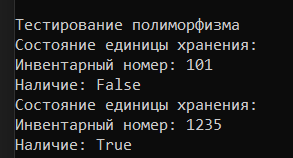 Тестирование полиморфизма
Состояние единицы хранения:
Инвентарный номер: 101
Наличие: False
Состояние единицы хранения:
Инвентарный номер: 1235
Наличие: True